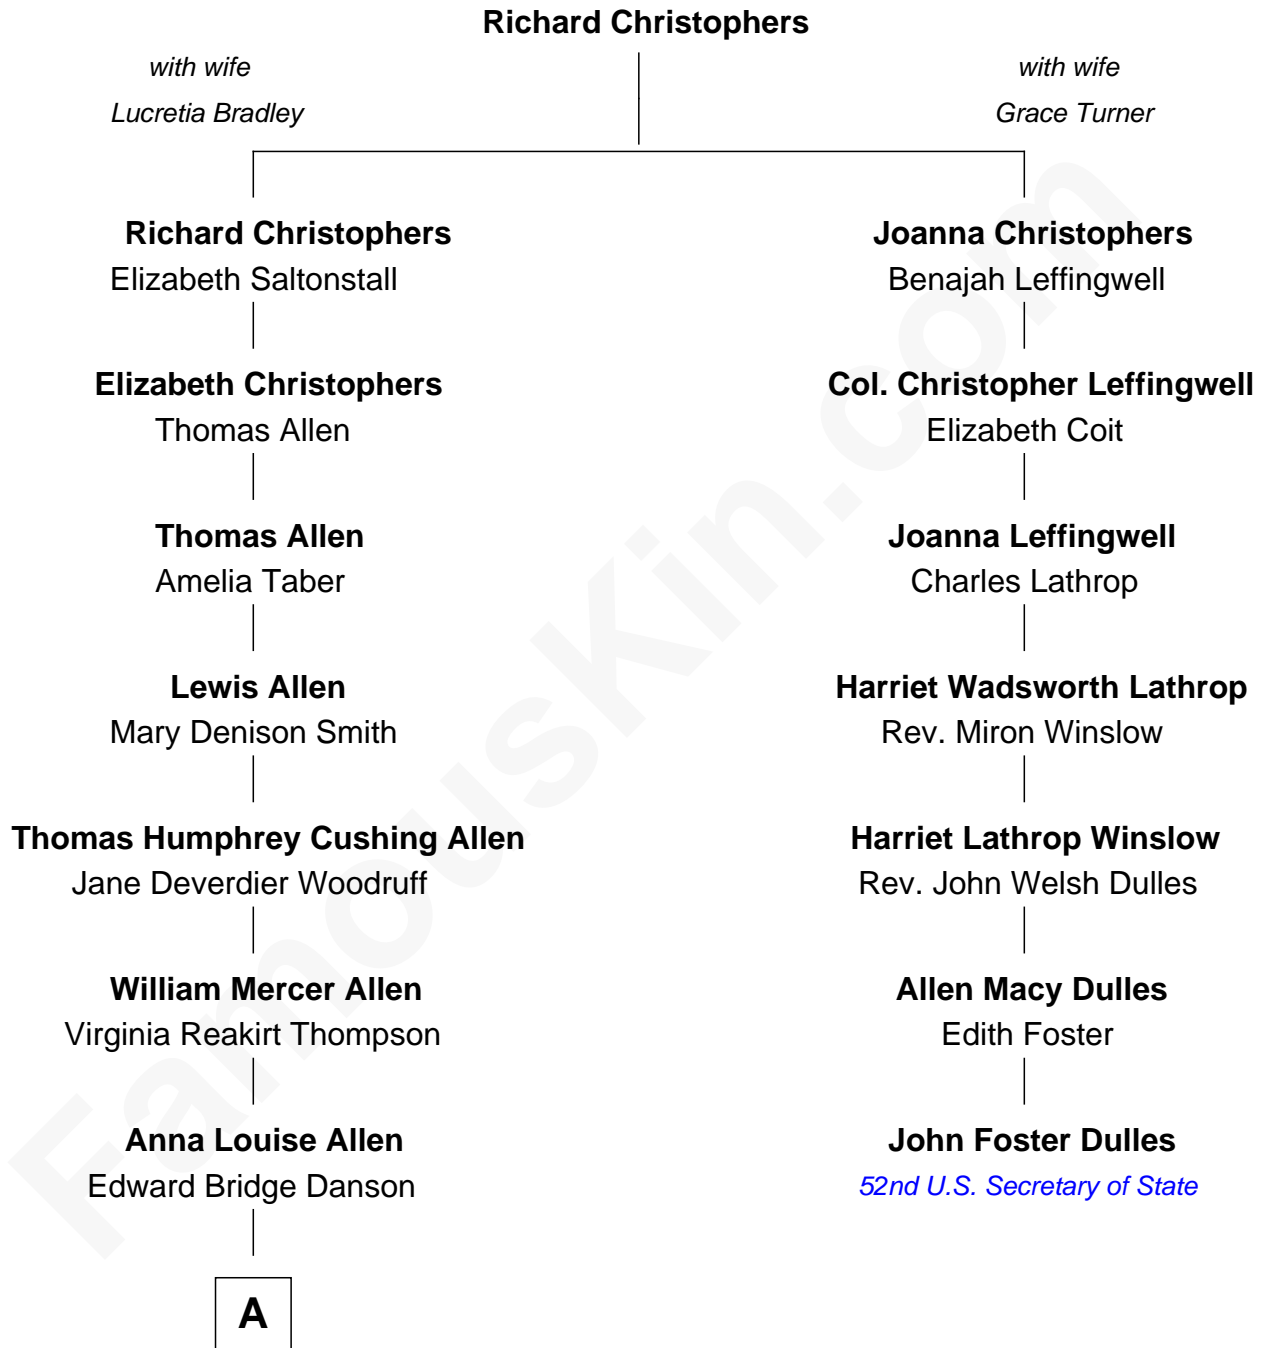 Richard Christophers
with wife
Lucretia Bradley
with wife
Grace Turner
Richard Christophers
Elizabeth Saltonstall
Joanna Christophers
Benajah Leffingwell
Elizabeth Christophers
Thomas Allen
Col. Christopher Leffingwell
Elizabeth Coit
Thomas Allen
Amelia Taber
Joanna Leffingwell
Charles Lathrop
Lewis Allen
Mary Denison Smith
Harriet Wadsworth Lathrop
Rev. Miron Winslow
Thomas Humphrey Cushing Allen
Jane Deverdier Woodruff
Harriet Lathrop Winslow
Rev. John Welsh Dulles
William Mercer Allen
Virginia Reakirt Thompson
Allen Macy Dulles
Edith Foster
Anna Louise Allen
Edward Bridge Danson
John Foster Dulles
52nd U.S. Secretary of State
A
FamousKin.com